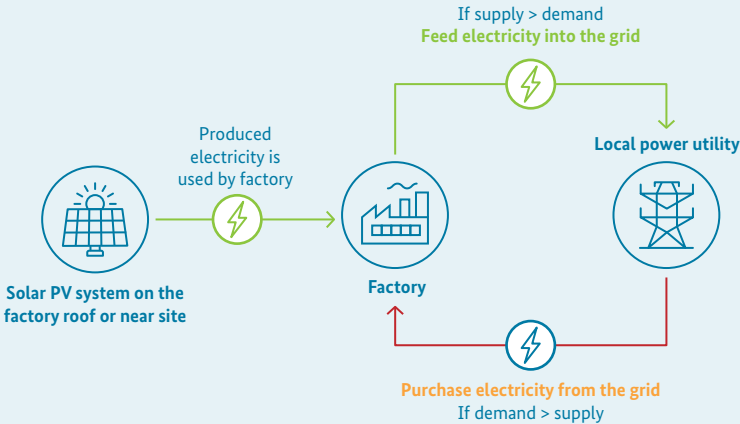 If supply > demand
Feed electricity into the grid
Produced
electricity is
used by factory
Local power utility
Solar PV system on the
factory roof or near site
Factory
Purchase electricity from the grid
If demand > supply